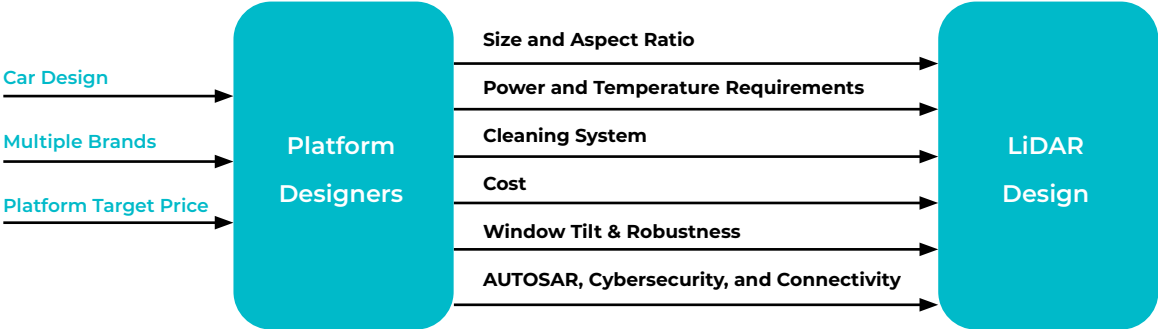 Car Design
Multiple Brands
Platform Target Price
Platform
Designers
Size and Aspect Ratio
Power and Temperature Requirements
Cleaning System
Cost
Window Tilt & Robustness
AUTOSAR, Cybersecurity, and Connectivity
LiDAR
Design